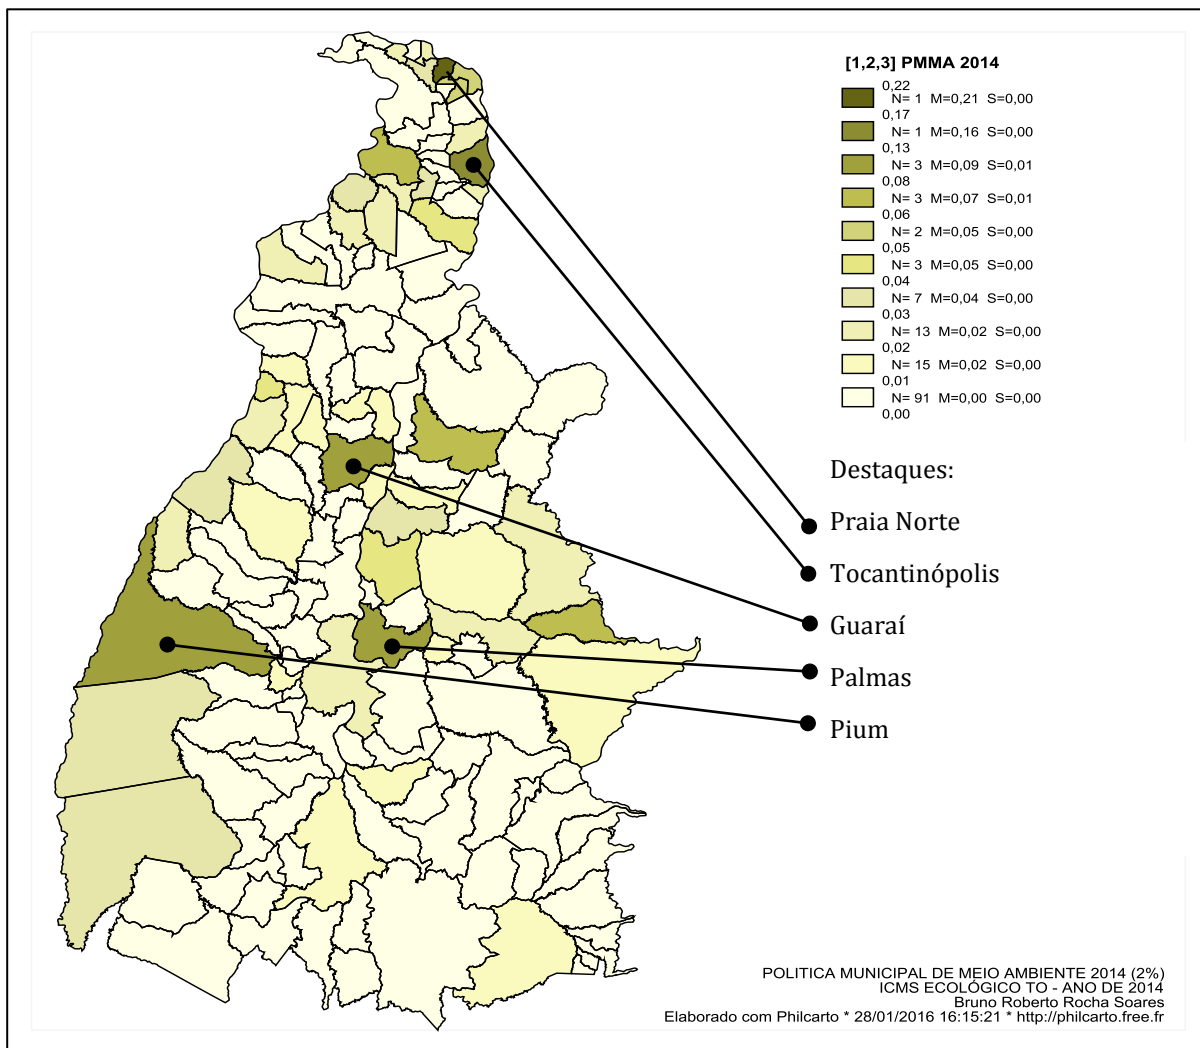 [1,2,3] PMMA 2014
0,22
N= 1 M=0,21 S=0,00
0,17
N= 1 M=0,16 S=0,00
0,13
N= 3 M=0,09 S=0,01
0,08
N= 3 M=0,07 S=0,01
0,06
N= 2 M=0,05 S=0,00
0,05
N= 3 M=0,05 S=0,00
0,04
N= 7 M=0,04 S=0,00
0,03
N= 13 M=0,02 S=0,00
0,02
N= 15 M=0,02 S=0,00
0,01
N= 91 M=0,00 S=0,00
0,00
Destaques:
Praia Norte
Tocantinópolis
Guaraí
Palmas
Pium
POLITICA MUNICIPAL DE MEIO AMBIENTE 2014 (2%)
ICMS ECOLÓGICO TO - ANO DE 2014
Bruno Roberto Rocha Soares
Elaborado com Philcarto * 28/01/2016 16:15:21 * http://philcarto.free.fr